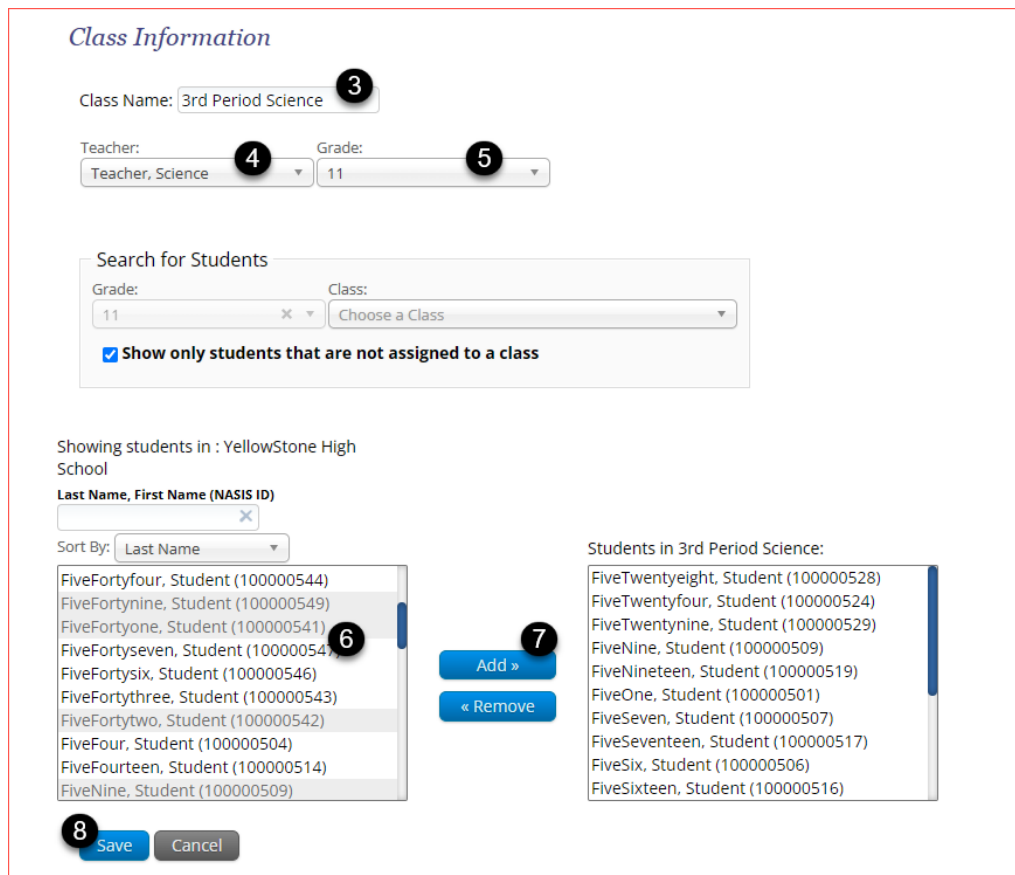 Class Information
3
Class Name: 3rd Period Science
Teacher: Grade:
4 5
Teacher, Science 11
Search for Students
Grade: Class:
11 Choose a Class
Show only students that are not assigned to a class
Showing students in : YellowStone High
School
Last Name, First Name (NASIS ID)
Sort By: Last Name
FiveFortyfour, Student (100000544)
FiveFortynine, Student (100000549)
FiveFortyone, Student (100000541)
6
FiveFortyseven, Student (100000547)
FiveFortysix, Student (100000546)
FiveFortythree, Student (100000543)
FiveFortytwo, Student (100000542)
FiveFour, Student (100000504)
FiveFourteen, Student (100000514)
FiveNine, Student (100000509)
7
Add »
« Remove
Students in 3rd Period Science:
FiveTwentyeight, Student (100000528)
FiveTwentyfour, Student (100000524)
FiveTwentynine, Student (100000529)
FiveNine, Student (100000509)
FiveNineteen, Student (100000519)
FiveOne, Student (100000501)
FiveSeven, Student (100000507)
FiveSeventeen, Student (100000517)
FiveSix, Student (100000506)
FiveSixteen, Student (100000516)
8
Save Cancel